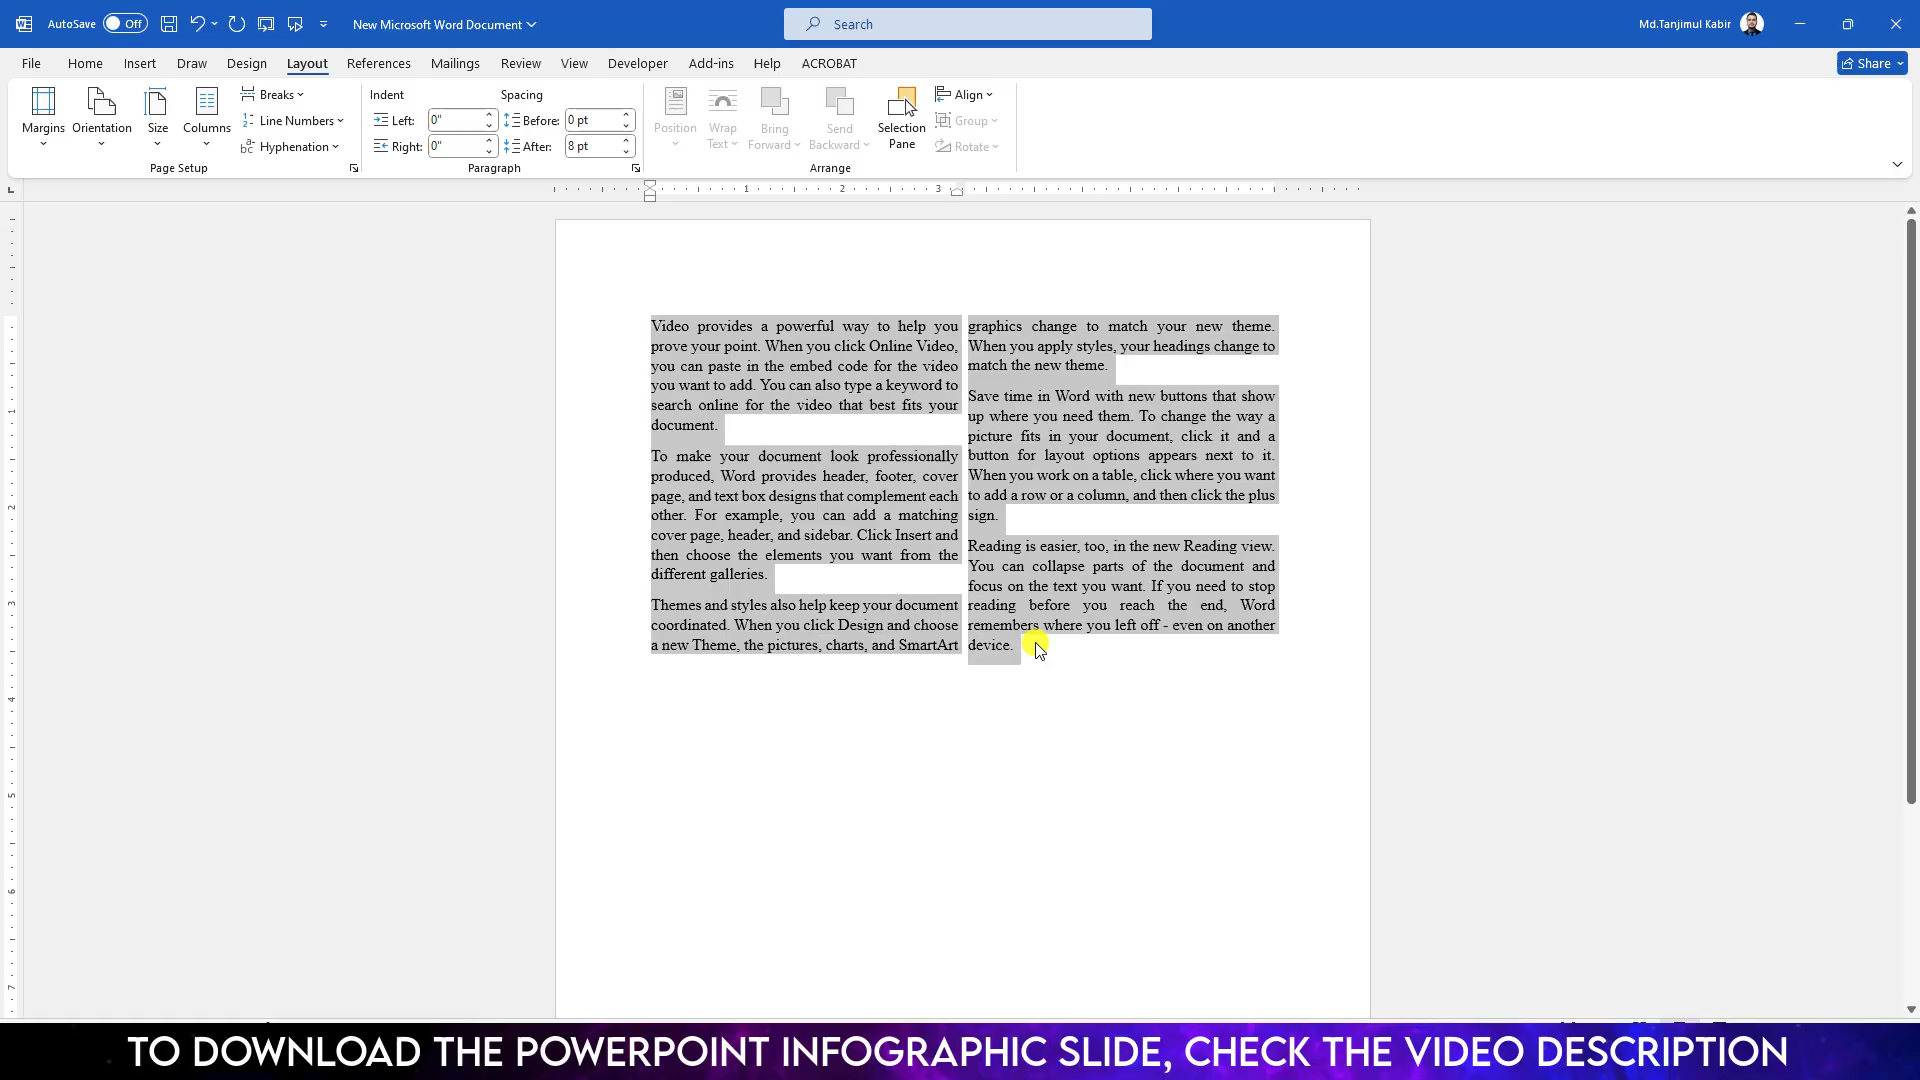 AutoSave Off New Microsoft Word Document Search Md.Tanjimul Kabir
File Home Insert Draw Design Layout References Mailings Review View Developer Add-ins Help ACROBAT Share
Margins Orientation Size Columns
Breaks
Line Numbers
Hyphenation
Page Setup
Indent Spacing
Left: 0" Before: 0 pt
Right: 0" After: 8 pt
Paragraph
Position Wrap Text Bring Forward Send Backward Selection Pane
Align
Group
Rotate
Arrange
1 2 3
1
2
3
4
5
6
7
Video provides a powerful way to help you
prove your point. When you click Online Video,
you can paste in the embed code for the video
you want to add. You can also type a keyword to
search online for the video that best fits your
document.
To make your document look professionally
produced, Word provides header, footer, cover
page, and text box designs that complement each
other. For example, you can add a matching
cover page, header, and sidebar. Click Insert and
then choose the elements you want from the
different galleries.
Themes and styles also help keep your document
coordinated. When you click Design and choose
a new Theme, the pictures, charts, and SmartArt
graphics change to match your new theme.
When you apply styles, your headings change to
match the new theme.
Save time in Word with new buttons that show
up where you need them. To change the way a
picture fits in your document, click it and a
button for layout options appears next to it.
When you work on a table, click where you want
to add a row or a column, and then click the plus
sign.
Reading is easier, too, in the new Reading view.
You can collapse parts of the document and
focus on the text you want. If you need to stop
reading before you reach the end, Word
remembers where you left off - even on another
device.
TO DOWNLOAD THE POWERPOINT INFOGRAPHIC SLIDE, CHECK THE VIDEO DESCRIPTION